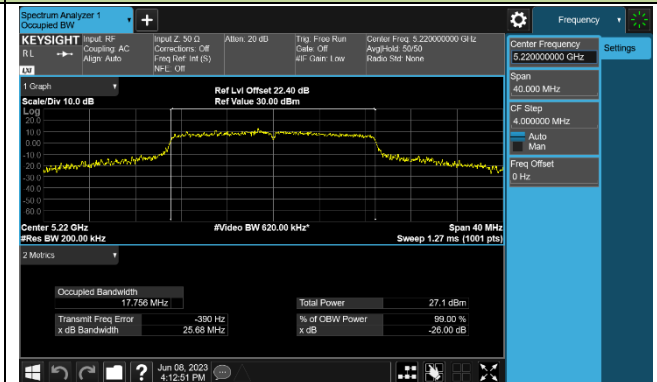 Spectrum Analyzer 1
Occupied BW
Frequency
KEYSIGHT
RL
LXI
Input: RF
Coupling: AC
Align: Auto
Input Z: 50 Ω
Corrections: Off
Freq Ref: Int (S)
NFE: Off
Atten: 20 dB
Trig: Free Run
Gate: Off
#IF Gain: Low
Center Freq: 5.220000000 GHz
Avg|Hold: 50/50
Radio Std: None
Center Frequency
5.220000000 GHz
Settings
Span
40.000 MHz
CF Step
4.000000 MHz
Auto
Man
Freq Offset
0 Hz
1 Graph
Scale/Div 10.0 dB
Ref Lvl Offset 22.40 dB
Ref Value 30.00 dBm
Log
20.0
10.0
0.00
-10.0
-20.0
-30.0
-40.0
-50.0
-60.0
Center 5.22 GHz
#Res BW 200.00 kHz
#Video BW 620.00 kHz*
Span 40 MHz
Sweep 1.27 ms (1001 pts)
2 Metrics
Occupied Bandwidth
17.756 MHz
Total Power 27.1 dBm
Transmit Freq Error -390 Hz
% of OBW Power 99.00 %
x dB Bandwidth 25.68 MHz
x dB -26.00 dB
Jun 08, 2023
4:12:51 PM